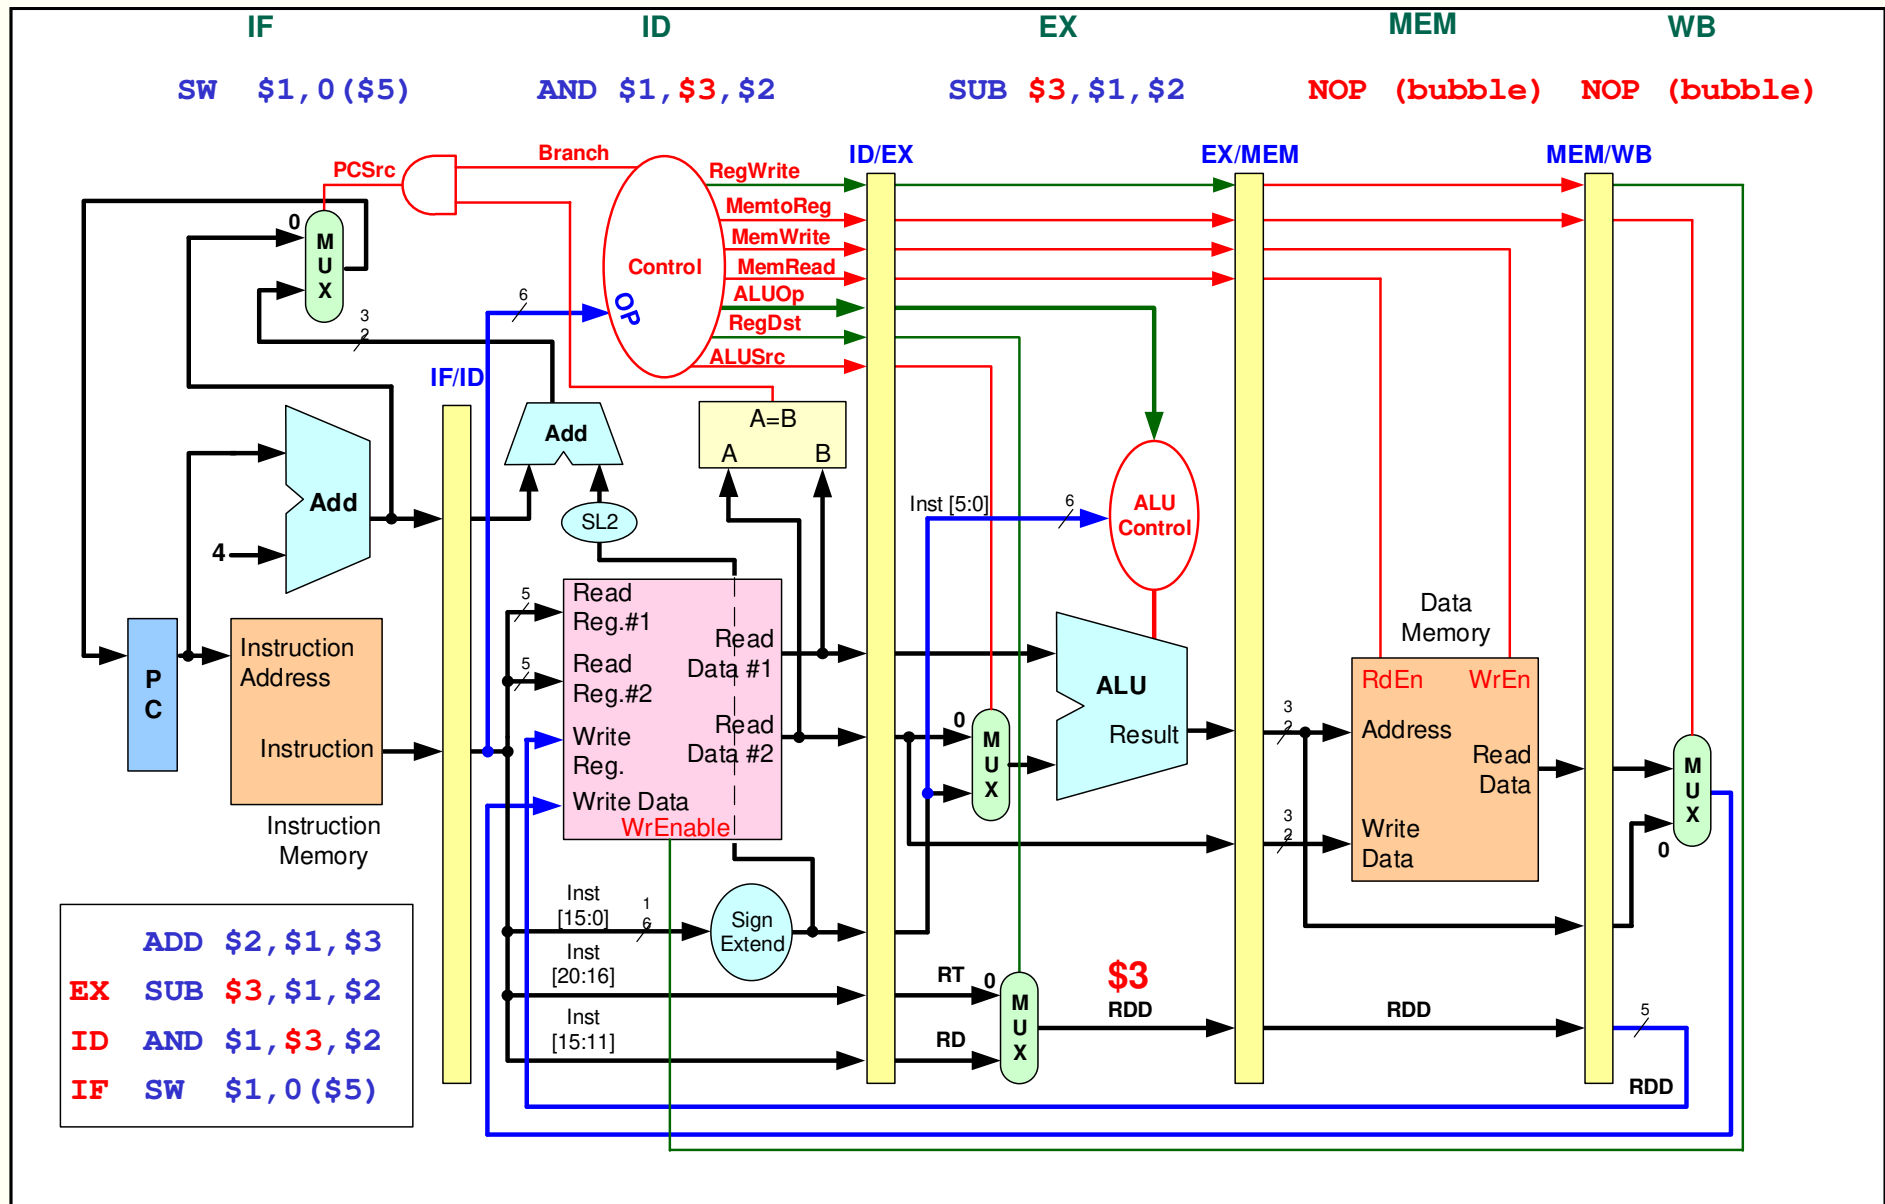 IF ID EX MEM WB
SW $1,0($5) AND $1,$3,$2 SUB $3,$1,$2 NOP (bubble) NOP (bubble)
ID/EX EX/MEM MEM/WB
Branch
PCSrc
RegWrite
MemtoReg
MemWrite
MemRead
ALUOp
RegDst
ALUSrc
Control
OP
0
M
U
X
6
3
2
IF/ID
Add
4
Add
SL2
A=B
A B
Inst [5:0]
6
ALU
Control
P
C
Instruction
Address
Instruction
Instruction
Memory
5
Read
Reg.#1
5
Read
Reg.#2
Write
Reg.
Write Data
WrEnable
Read
Data #1
Read
Data #2
0
M
U
X
ALU
Result
3
2
3
2
Data
Memory
RdEn WrEn
Address
Read
Data
Write
Data
M
U
X
0
Inst
[15:0]
1
6
Sign
Extend
Inst
[20:16]
Inst
[15:11]
RT
RD
0
M
U
X
$3
RDD
RDD
5
RDD
ADD $2,$1,$3
EX SUB $3,$1,$2
ID AND $1,$3,$2
IF SW $1,0($5)